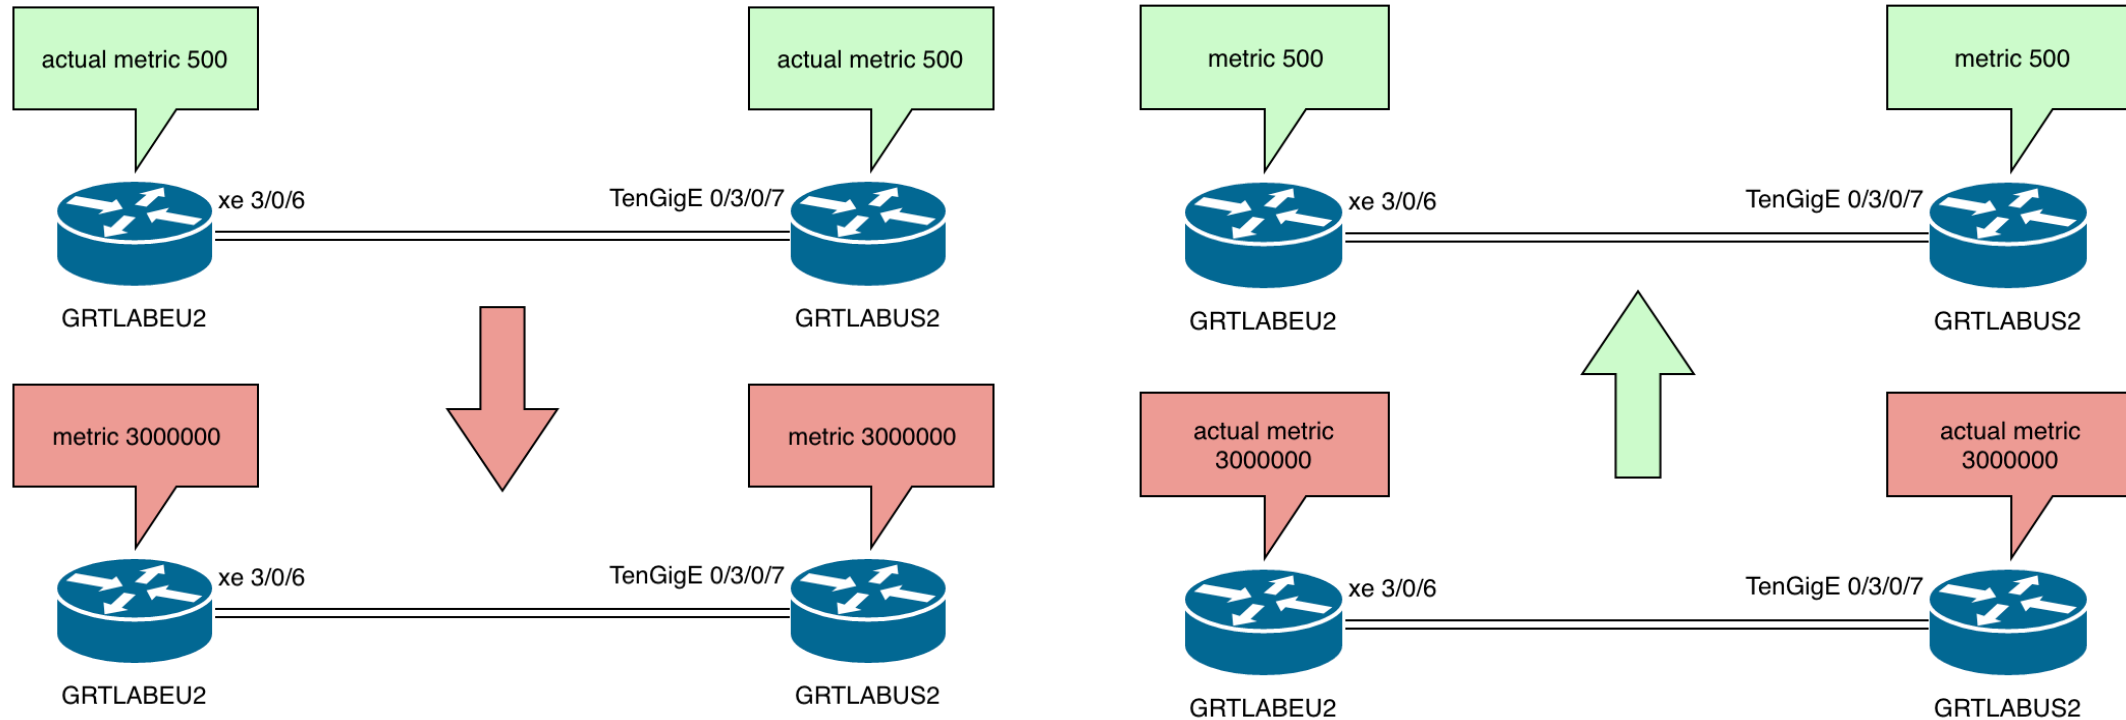 actual metric 500
actual metric 500
xe 3/0/6
TenGigE 0/3/0/7
GRTLABEU2
GRTLABUS2
metric 3000000
metric 3000000
xe 3/0/6
TenGigE 0/3/0/7
GRTLABEU2
GRTLABUS2
metric 500
metric 500
xe 3/0/6
TenGigE 0/3/0/7
GRTLABEU2
GRTLABUS2
actual metric
3000000
actual metric
3000000
xe 3/0/6
TenGigE 0/3/0/7
GRTLABEU2
GRTLABUS2